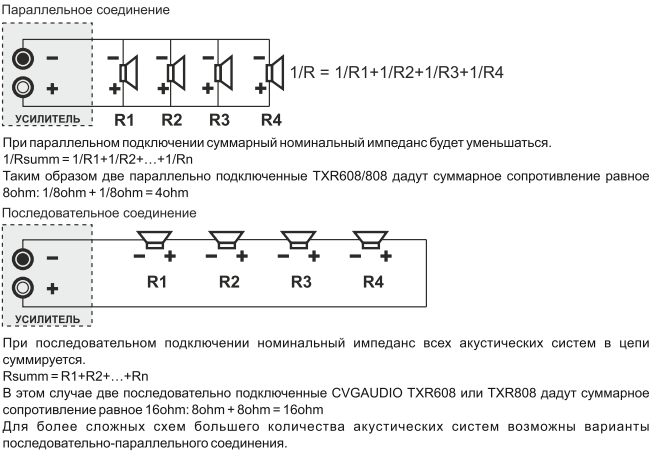 Параллельное соединение
1/R = 1/R1+1/R2+1/R3+1/R4
УСИЛИТЕЛЬ
R1 R2 R3 R4
При параллельном подключении суммарный номинальный импеданс будет уменьшаться.
1/Rsumm = 1/R1+1/R2+…+1/Rn
Таким образом две параллельно подключенные TXR608/808 дадут суммарное сопротивление равное
8ohm: 1/8ohm + 1/8ohm = 4ohm
Последовательное соединение
R1 R2 R3 R4
УСИЛИТЕЛЬ
При последовательном подключении номинальный импеданс всех акустических систем в цепи
суммируется.
Rsumm = R1+R2+…+Rn
В этом случае две последовательно подключенные CVGAUDIO TXR608 или TXR808 дадут суммарное
сопротивление равное 16ohm: 8ohm + 8ohm = 16ohm
Для более сложных схем большего количества акустических систем возможны варианты
последовательно-параллельного соединения.